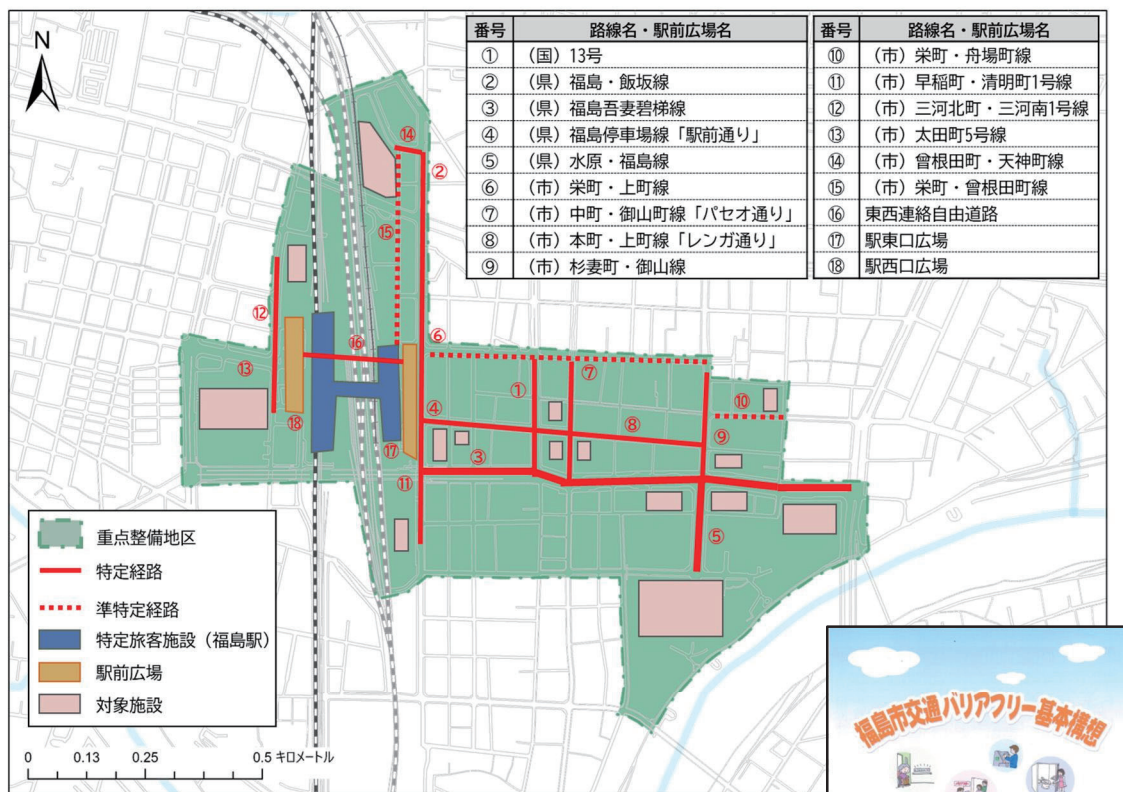 N
番号 路線名・駅前広場名
① （国）13号
② （県）福島・飯坂線
③ （県）福島吾妻碧梯線
④ （県）福島停車場線「駅前通り」
⑤ （県）水原・福島線
⑥ （市）栄町・上町線
⑦ （市）中町・御山町線「パセオ通り」
⑧ （市）本町・上町線「レンガ通り」
⑨ （市）杉妻町・御山線
番号 路線名・駅前広場名
⑩ （市）栄町・舟場町線
⑪ （市）早稲町・清明町1号線
⑫ （市）三河北町・三河南1号線
⑬ （市）太田町5号線
⑭ （市）曾根田町・天神町線
⑮ （市）栄町・曾根田町線
⑯ 東西連絡自由道路
⑰ 駅東口広場
⑱ 駅西口広場
⑭
②
⑮
⑫
⑯
⑥
⑬
①
⑦
⑩
④
⑧
⑨
⑱
⑰
③
⑪
⑤
重点整備地区
特定経路
準特定経路
特定旅客施設（福島駅）
駅前広場
対象施設
0 0.13 0.25 0.5 キロメートル
福島市交通バリアフリー基本構想